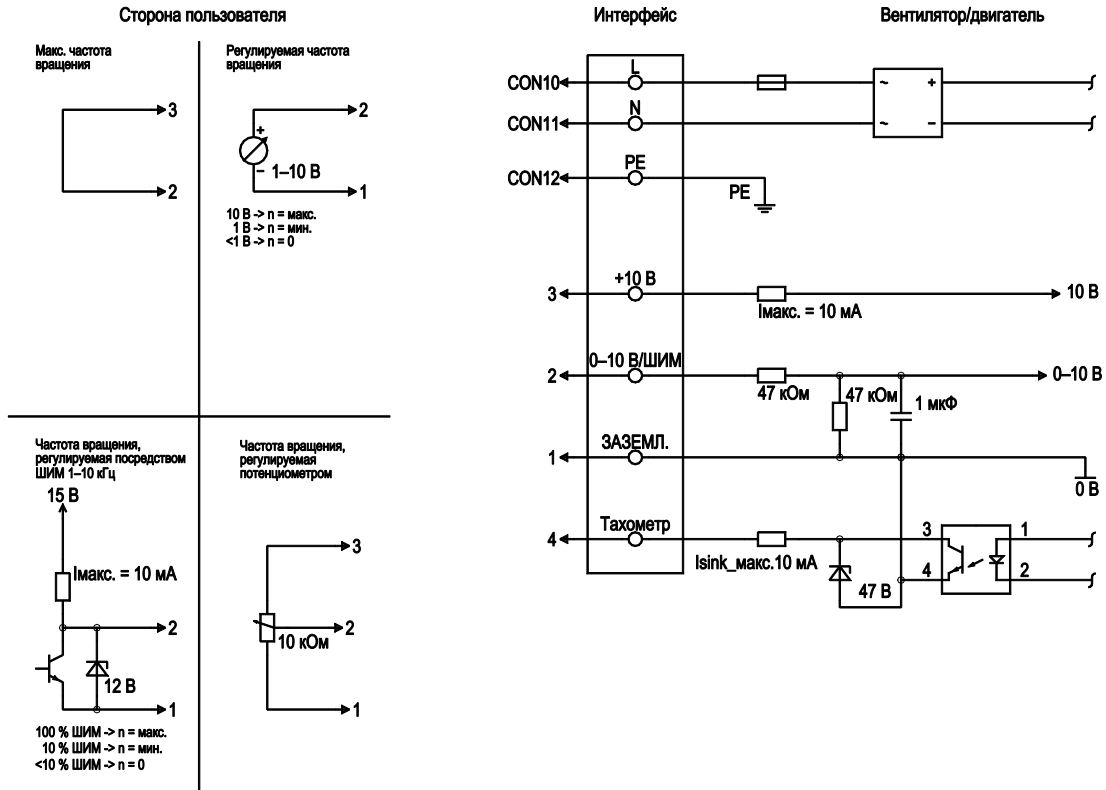 Сторона пользователя
Интерфейс
Вентилятор/двигатель
Макс. частота
вращения
3
2
Регулируемая частота
вращения
2
+
–
1–10 В
1
10 В -> n = макс.
1 В -> n = мин.
<1 В -> n = 0
Частота вращения,
регулируемая посредством
ШИМ 1–10 кГц
15 В
Iмакс. = 10 мА
2
12 В
1
100 % ШИМ -> n = макс.
10 % ШИМ -> n = мин.
<10 % ШИМ -> n = 0
Частота вращения,
регулируемая
потенциометром
3
2
10 кОм
1
CON10
L
~
+
CON11
N
~
–
CON12
PE
PE
3
+10 В
10 В
Iмакс. = 10 мА
2
0–10 В/ШИМ
0–10 В
47 кОм
47 кОм
1 мкФ
1
ЗАЗЕМЛ.
0 В
4
Тахометр
3
1
Isink_макс.10 мА
4
2
47 В